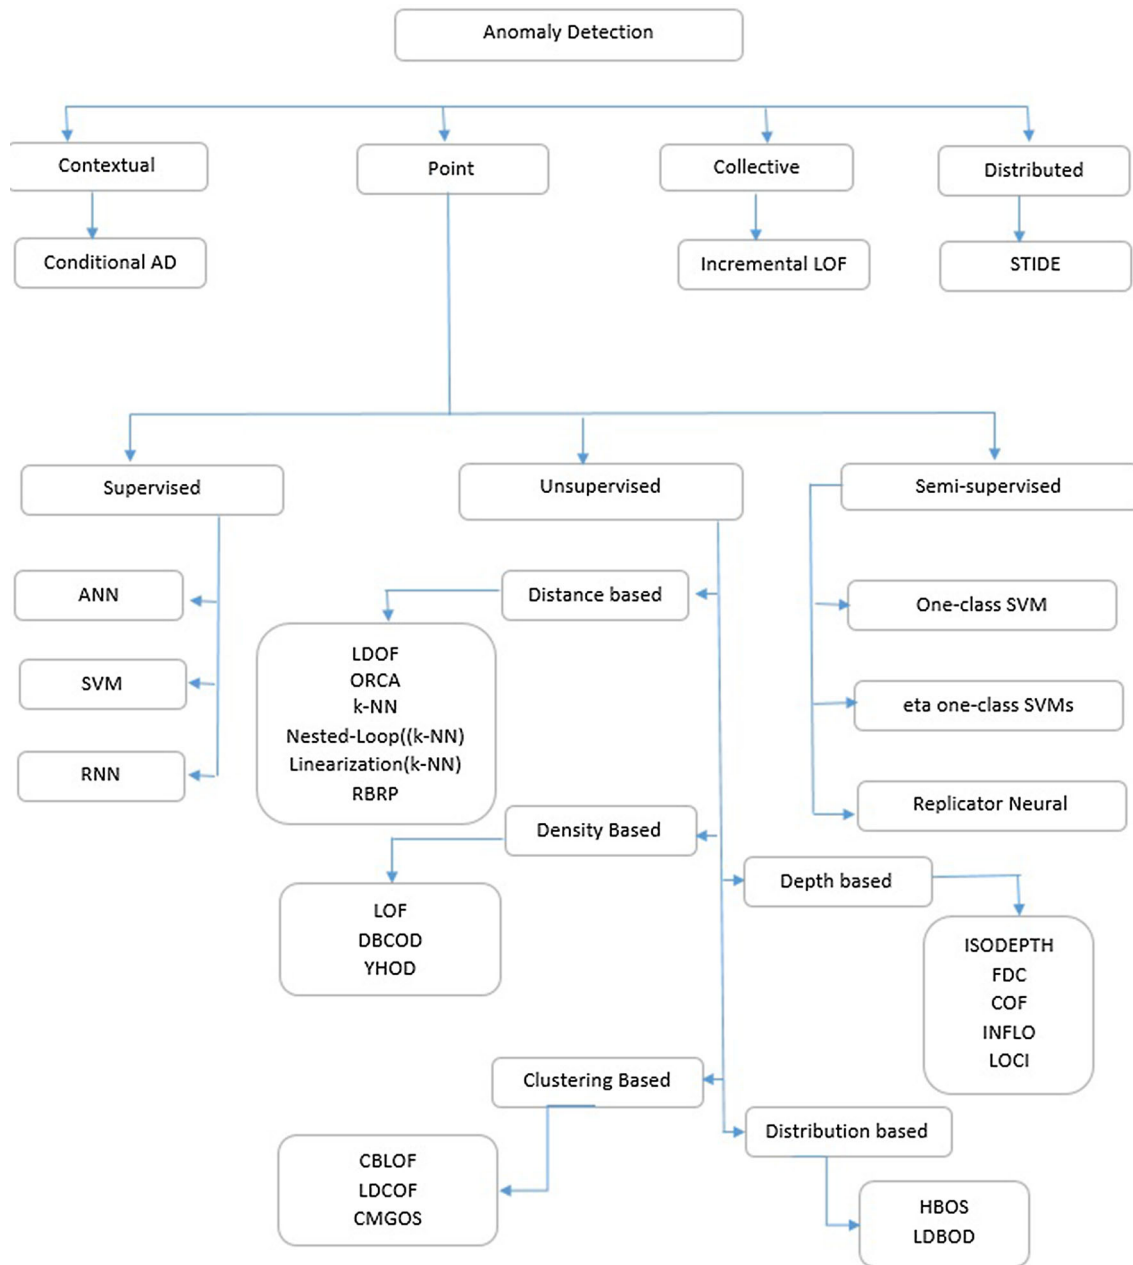 Anomaly Detection
Contextual
Point
Collective
Distributed
Conditional AD
Incremental LOF
STIDE
Supervised
Unsupervised
Semi-supervised
ANN
SVM
RNN
Distance based
LDOF
ORCA
k-NN
Nested-Loop((k-NN)
Linearization(k-NN)
RBRP
Density Based
LOF
DBCOD
YHOD
Clustering Based
CBLOF
LDCOF
CMGOS
One-class SVM
eta one-class SVMs
Replicator Neural
Depth based
ISODEPTH
FDC
COF
INFLO
LOCI
Distribution based
HBOS
LDBOD